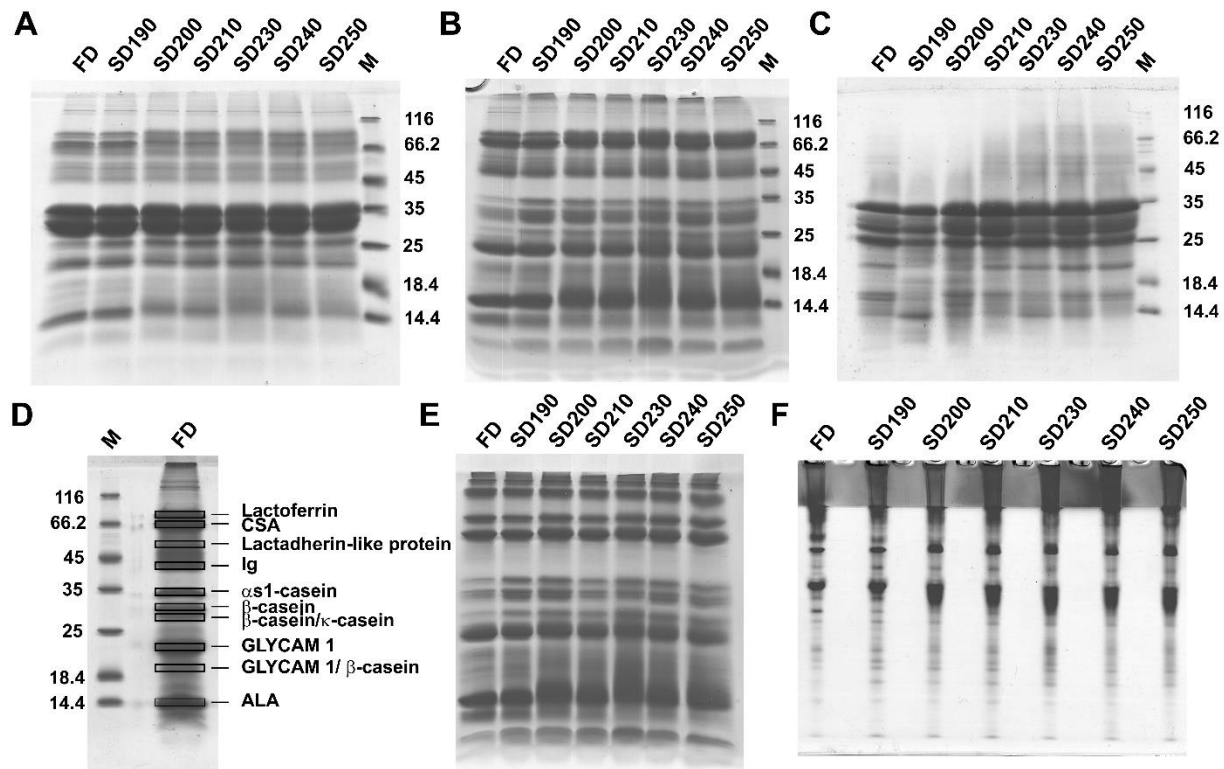 A
FD SD190 SD200 SD210 SD230 SD240 SD250 M
116
66.2
45
35
25
18.4
14.4
B
FD SD190 SD200 SD210 SD230 SD240 SD250 M
116
66.2
45
35
25
18.4
14.4
C
FD SD190 SD200 SD210 SD230 SD240 SD250 M
116
66.2
45
35
25
18.4
14.4
D
M FD
116
66.2
45
35
25
18.4
14.4
Lactoferrin
CSA
Lactadherin-like protein
Ig
αs1-casein
β-casein
β-casein/κ-casein
GLYCAM 1
GLYCAM 1/ β-casein
ALA
E
FD SD190 SD200 SD210 SD230 SD240 SD250
F
FD SD190 SD200 SD210 SD230 SD240 SD250